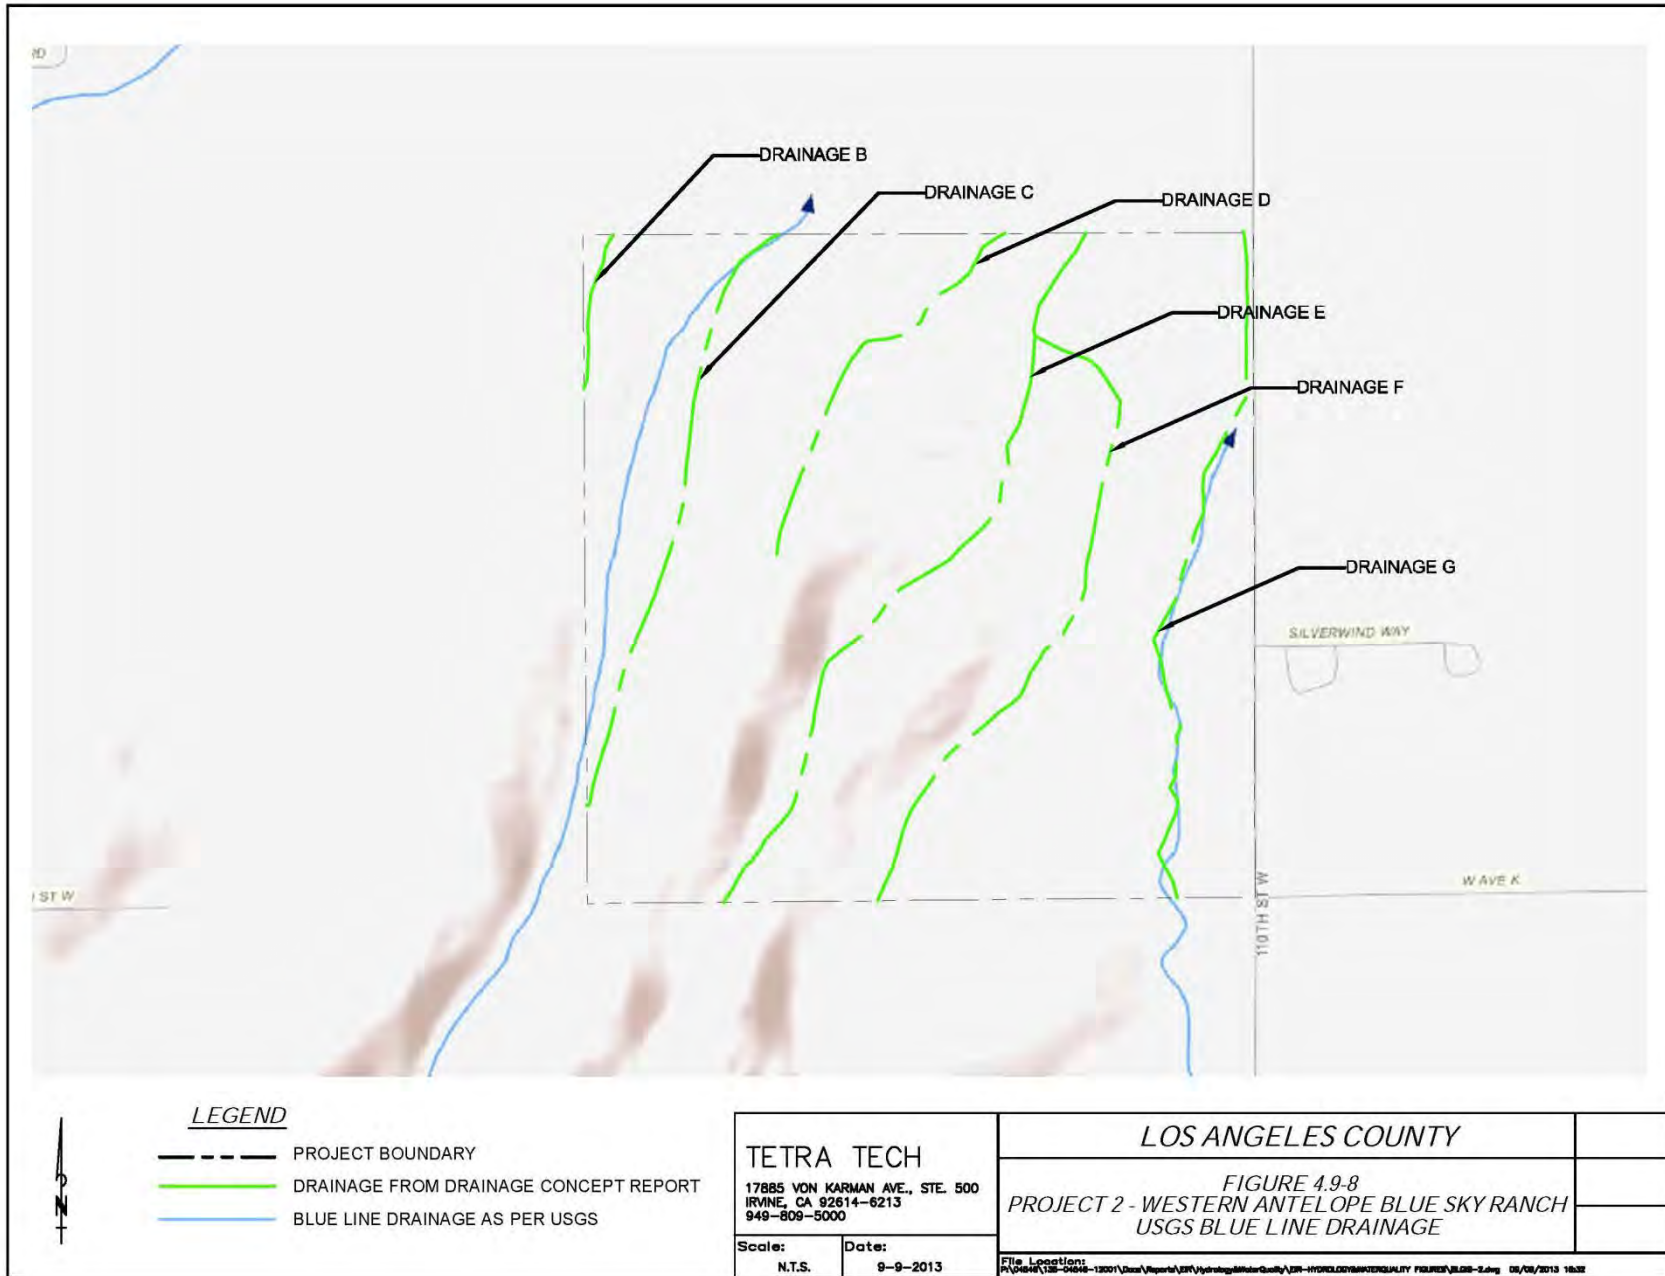 RD
DRAINAGE B
DRAINAGE C
DRAINAGE D
DRAINAGE E
DRAINAGE F
DRAINAGE G
SILVERWIND WAY
H ST W
W AVE K
110TH ST W
N
LEGEND
PROJECT BOUNDARY
DRAINAGE FROM DRAINAGE CONCEPT REPORT
BLUE LINE DRAINAGE AS PER USGS
TETRA TECH
17885 VON KARMAN AVE., STE. 500
IRVINE, CA 92614-6213
949-809-5000
Scale:
N.T.S.
Date:
9-9-2013
LOS ANGELES COUNTY
FIGURE 4.9-8
PROJECT 2 - WESTERN ANTELOPE BLUE SKY RANCH
USGS BLUE LINE DRAINAGE
File Location: